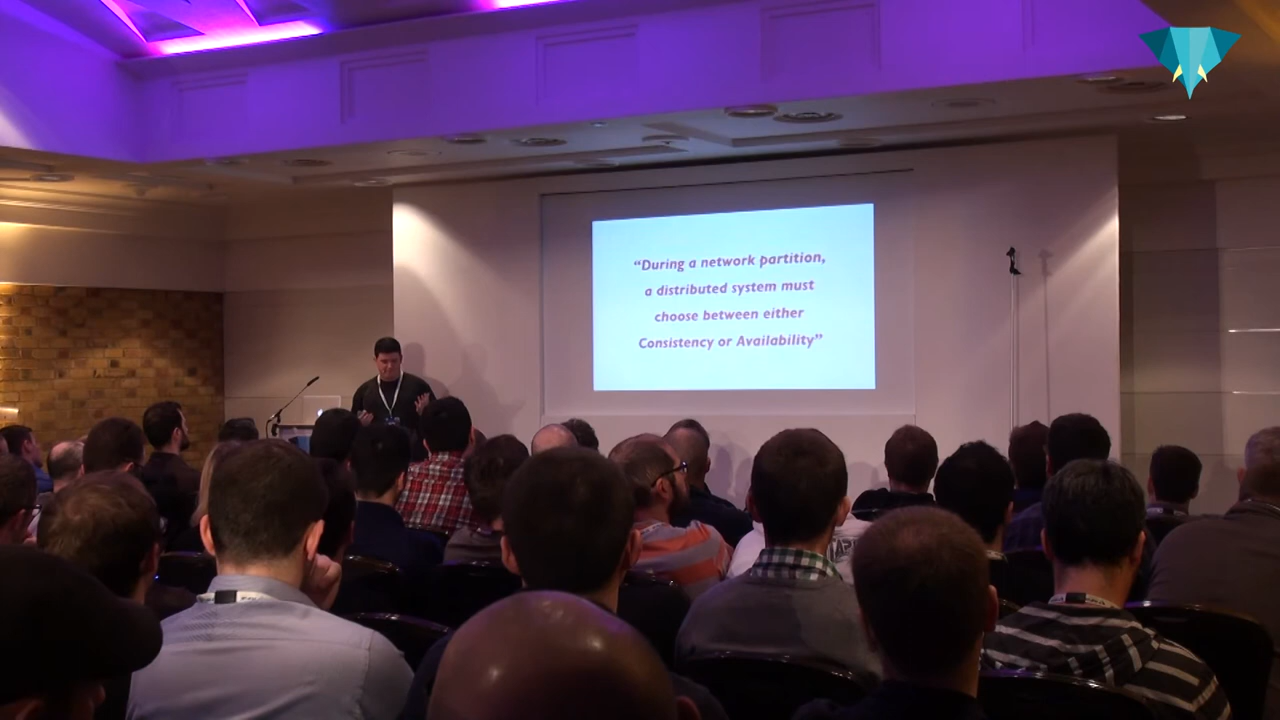 “During a network partition,
a distributed system must
choose between either
Consistency or Availability”